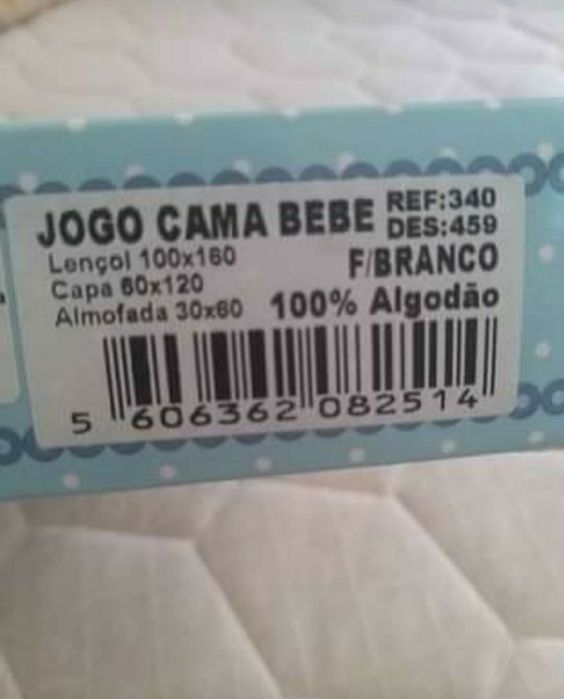 JOGO CAMA BEBE REF:340
DES:459
Lençol 100x160 F/BRANCO
Capa 60x120
Almofada 30x60 100% Algodão
5 606362 082514